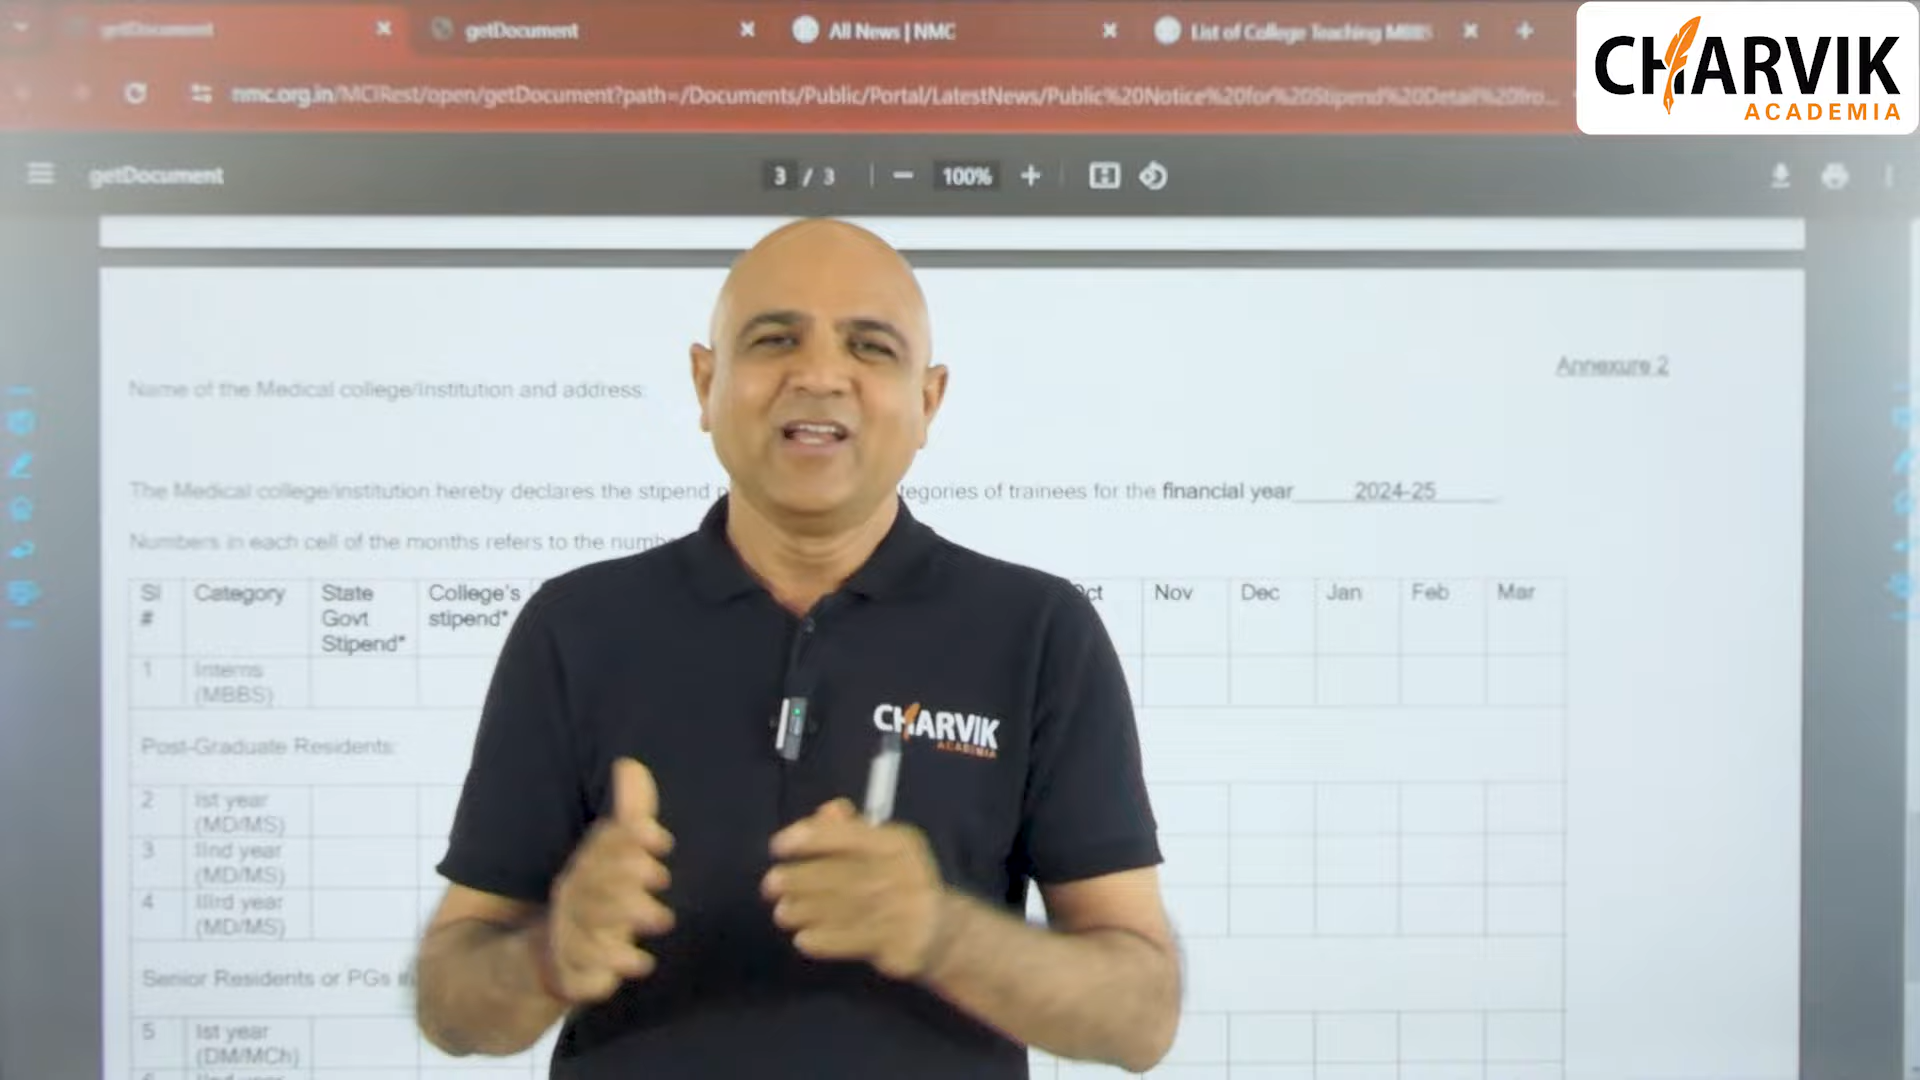 getDocument
getDocument
All News | NMC
List of College Teaching MBBS
CHARVIK
ACADEMIA
nmc.org.in/MCIRest/open/getDocument?path=/Documents/Public/Portal/LatestNews/Public%20Notice%20for%20Stipend%20Detail%20fro...
getDocument
3 / 3
100%
Annexure 2
Name of the Medical college/Institution and address:
The Medical college/institution hereby declares the stipend p tegories of trainees for the financial year 2024-25
Numbers in each cell of the months refers to the numbe
Sl # Category State Govt Stipend* College's stipend* Oct Nov Dec Jan Feb Mar
1 Interns (MBBS)
Post-Graduate Residents:
2 Ist year (MD/MS)
3 IInd year (MD/MS)
4 IIIrd year (MD/MS)
Senior Residents or PGs in
5 Ist year (DM/MCh)
CHARVIK
ACADEMIA